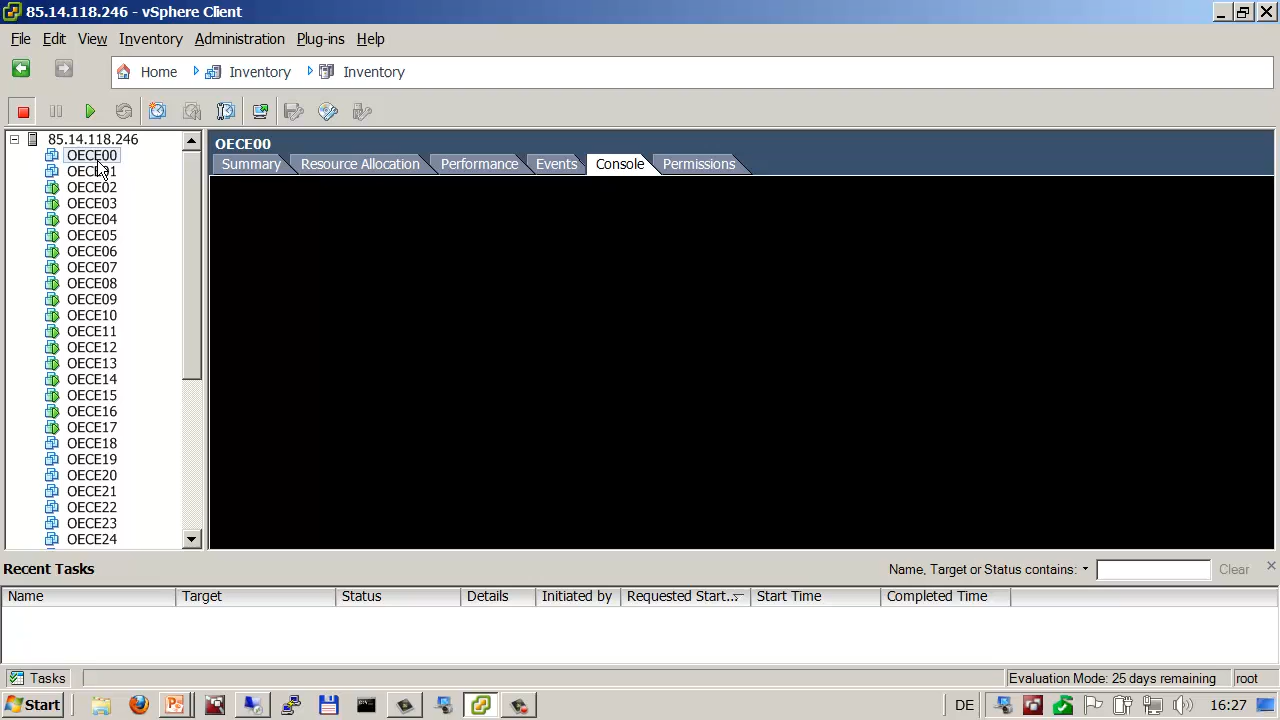 85.14.118.246 - vSphere Client
File Edit View Inventory Administration Plug-ins Help
Home Inventory Inventory
85.14.118.246
OECE00
OECE01
OECE02
OECE03
OECE04
OECE05
OECE06
OECE07
OECE08
OECE09
OECE10
OECE11
OECE12
OECE13
OECE14
OECE15
OECE16
OECE17
OECE18
OECE19
OECE20
OECE21
OECE22
OECE23
OECE24
OECE00
Summary Resource Allocation Performance Events Console Permissions
Recent Tasks Name, Target or Status contains: Clear
Name Target Status Details Initiated by Requested Start... Start Time Completed Time
Tasks Evaluation Mode: 25 days remaining root
Start DE 16:27